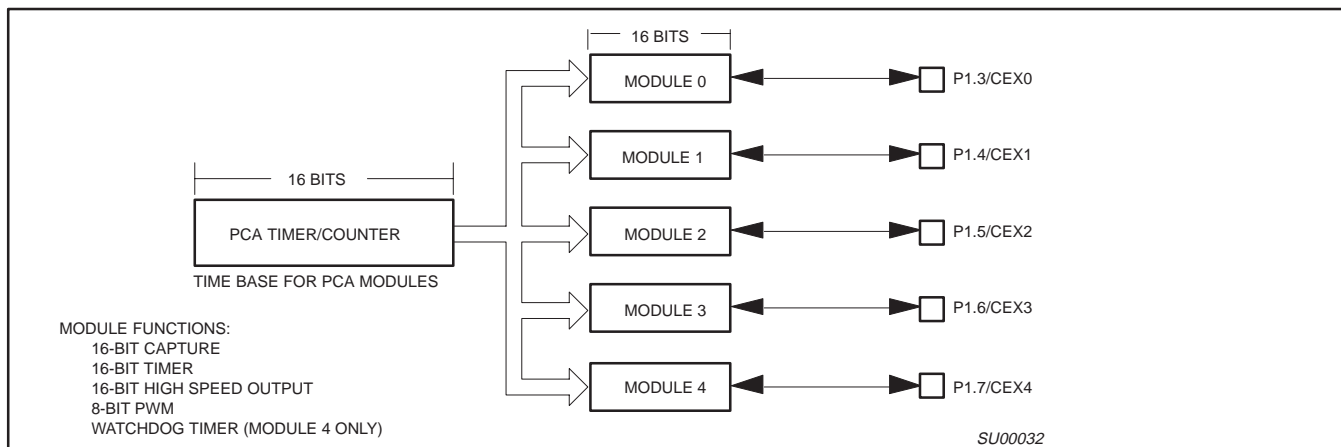 16 BITS
MODULE 0
P1.3/CEX0
MODULE 1
P1.4/CEX1
16 BITS
PCA TIMER/COUNTER
MODULE 2
P1.5/CEX2
TIME BASE FOR PCA MODULES
MODULE 3
P1.6/CEX3
MODULE FUNCTIONS:
16-BIT CAPTURE
16-BIT TIMER
16-BIT HIGH SPEED OUTPUT
8-BIT PWM
WATCHDOG TIMER (MODULE 4 ONLY)
MODULE 4
P1.7/CEX4
SU00032